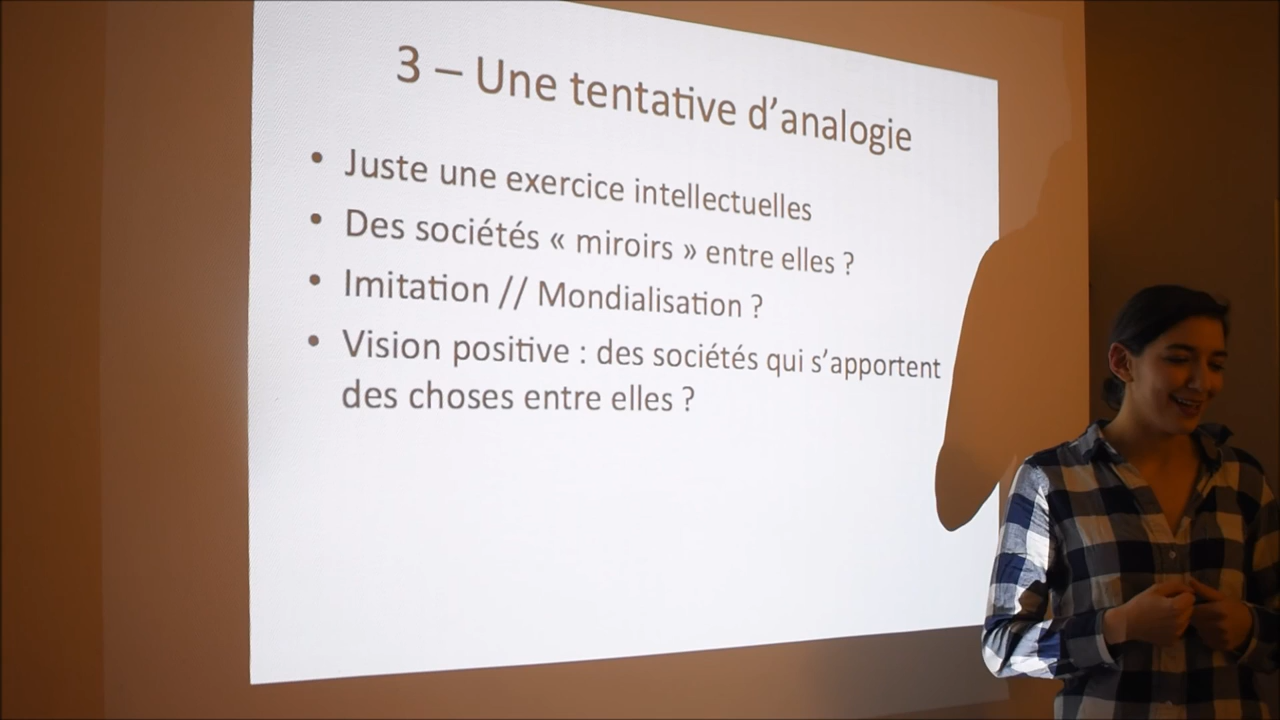 3 – Une tentative d’analogie
• Juste une exercice intellectuelles
• Des sociétés « miroirs » entre elles ?
• Imitation // Mondialisation ?
• Vision positive : des sociétés qui s’apportent
des choses entre elles ?